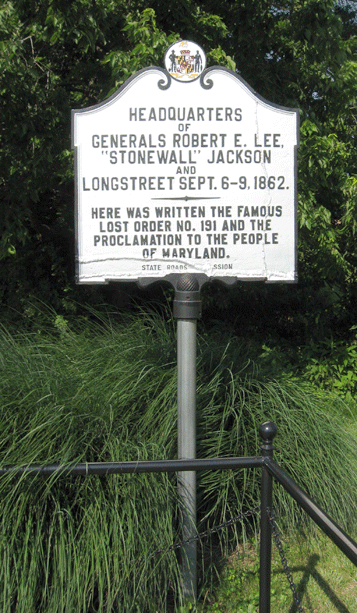 HEADQUARTERS
OF
GENERALS ROBERT E. LEE,
"STONEWALL" JACKSON
AND
LONGSTREET SEPT. 6-9, 1862.
HERE WAS WRITTEN THE FAMOUS
LOST ORDER NO. 191 AND THE
PROCLAMATION TO THE PEOPLE
OF MARYLAND.
STATE ROADS SSION